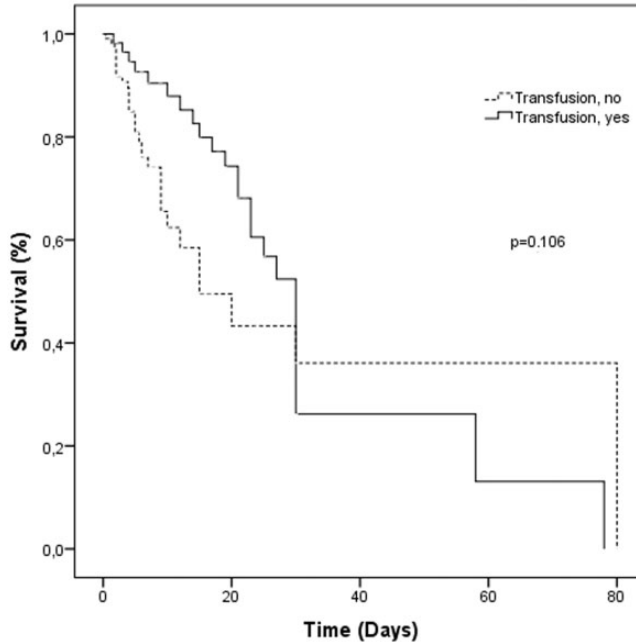 1,0
0,8
0,6
0,4
0,2
0,0
Survival (%)
Transfusion, no
Transfusion, yes
p=0.106
0
20
40
60
80
Time (Days)